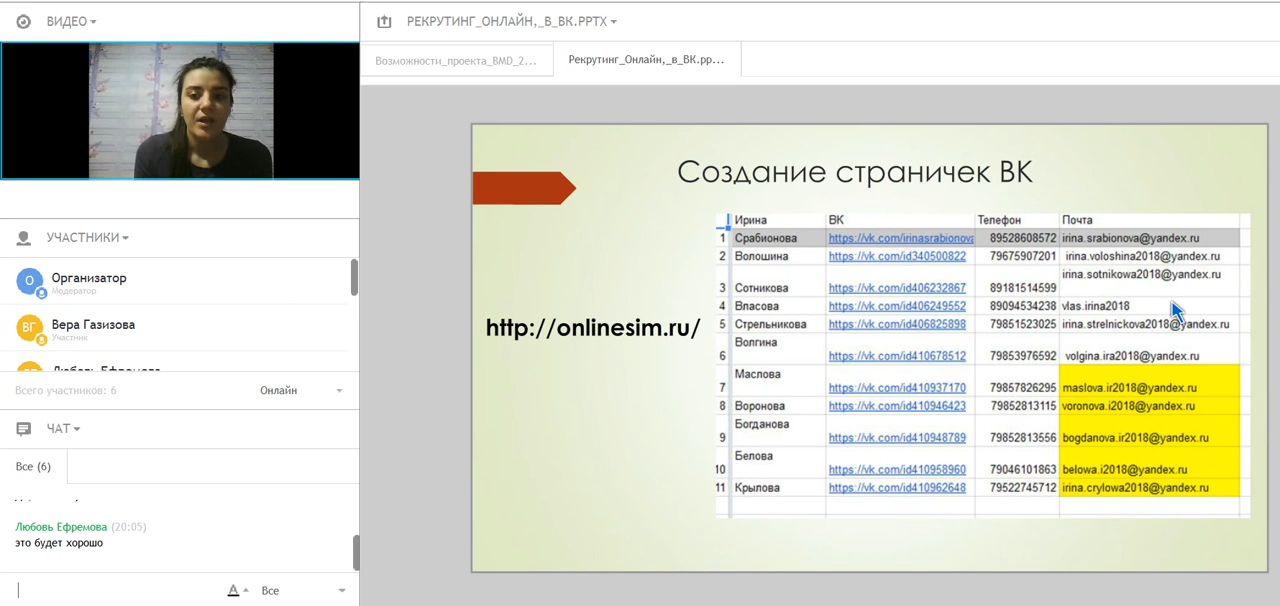 ВИДЕО
РЕКРУТИНГ_ОНЛАЙН,_В_ВК.PPTX
Возможности_проекта_BMD_2...
Рекрутинг_Онлайн,_в_ВК.pp...
УЧАСТНИКИ
О
Организатор
Модератор
ВГ
Вера Газизова
Участник
Любовь Ефремова
Всего участников: 6
Онлайн
ЧАТ
Все (6)
Любовь Ефремова (20:05)
это будет хорошо
А
Все
Создание страничек ВК
http://onlinesim.ru/
Ирина ВК Телефон Почта
1 Срабионова https://vk.com/irinasrabionova 89528608572 irina.srabionova@yandex.ru
2 Волошина https://vk.com/id340500822 79675907201 irina.voloshina2018@yandex.ru
3 Сотникова https://vk.com/id406232867 89181514599 irina.sotnikowa2018@yandex.ru
4 Власова https://vk.com/id406249552 89094534238 vlas.irina2018
5 Стрельникова https://vk.com/id406825898 79851523025 irina.strelnickova2018@yandex.ru
6 Волгина https://vk.com/id410678512 79853976592 volgina.ira2018@yandex.ru
7 Маслова https://vk.com/id410937170 79857826295 maslova.ir2018@yandex.ru
8 Воронова https://vk.com/id410946423 79852813115 voronova.i2018@yandex.ru
9 Богданова https://vk.com/id410948789 79852813556 bogdanova.ir2018@yandex.ru
10 Белова https://vk.com/id410958960 79046101863 belowa.i2018@yandex.ru
11 Крылова https://vk.com/id410962648 79522745712 irina.crylowa2018@yandex.ru